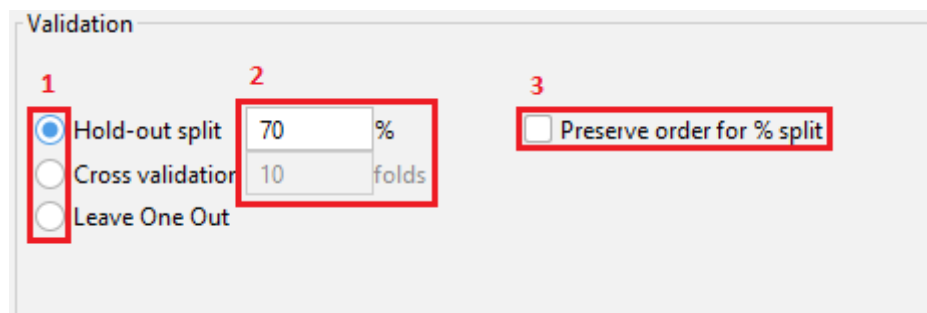 Validation
1 2 3
Hold-out split 70 % Preserve order for % split
Cross validation 10 folds
Leave One Out